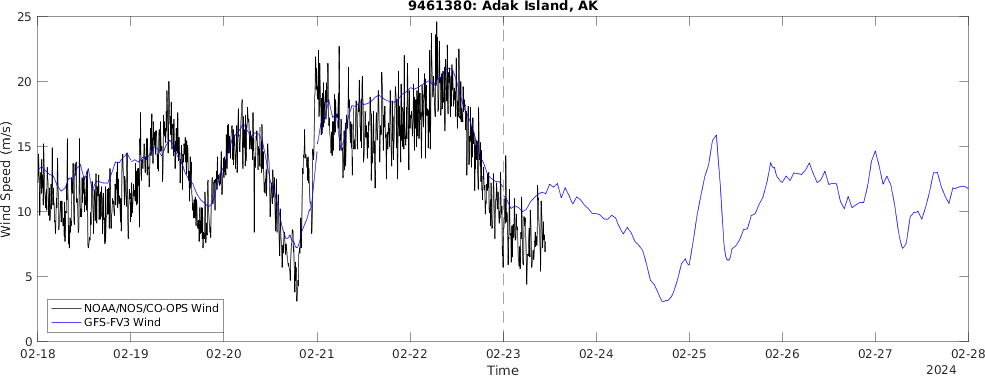 9461380: Adak Island, AK
Wind Speed (m/s)
25
20
15
10
5
0
NOAA/NOS/CO-OPS Wind
GFS-FV3 Wind
02-18 02-19 02-20 02-21 02-22 02-23 02-24 02-25 02-26 02-27 02-28
Time
2024